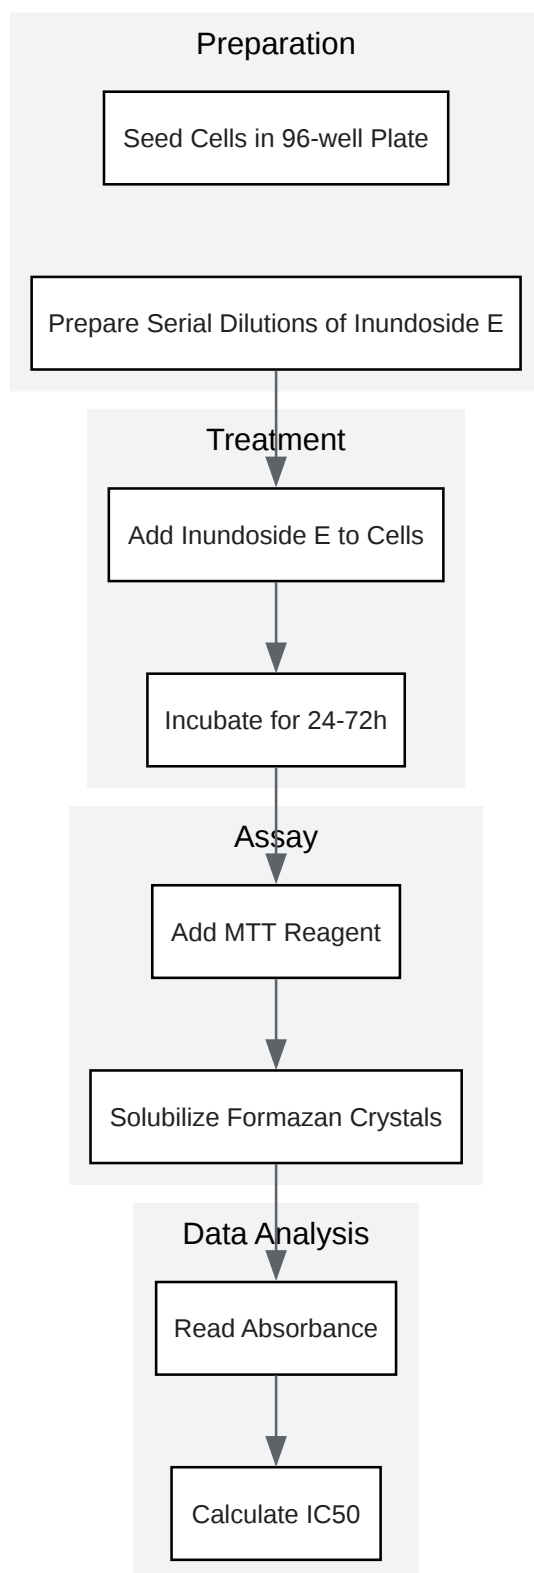 Preparation
Seed Cells in 96-well Plate
Prepare Serial Dilutions of Inundoside E
Treatment
Add Inundoside E to Cells
Incubate for 24-72h
Assay
Add MTT Reagent
Solubilize Formazan Crystals
Data Analysis
Read Absorbance
Calculate IC50